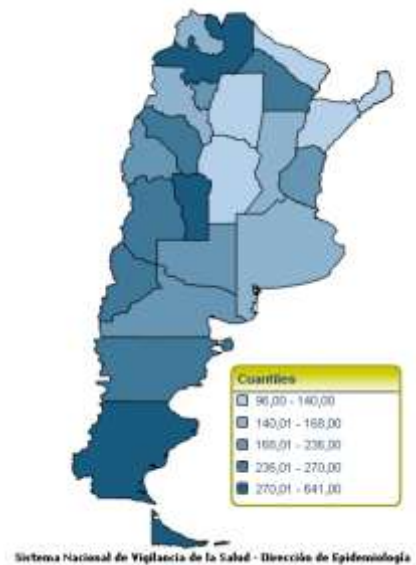 Cuantiles
96,00 - 140,00
140,01 - 168,00
168,01 - 236,00
236,01 - 270,00
270,01 - 641,00
Sistema Nacional de Vigilancia de la Salud - Dirección de Epidemiología